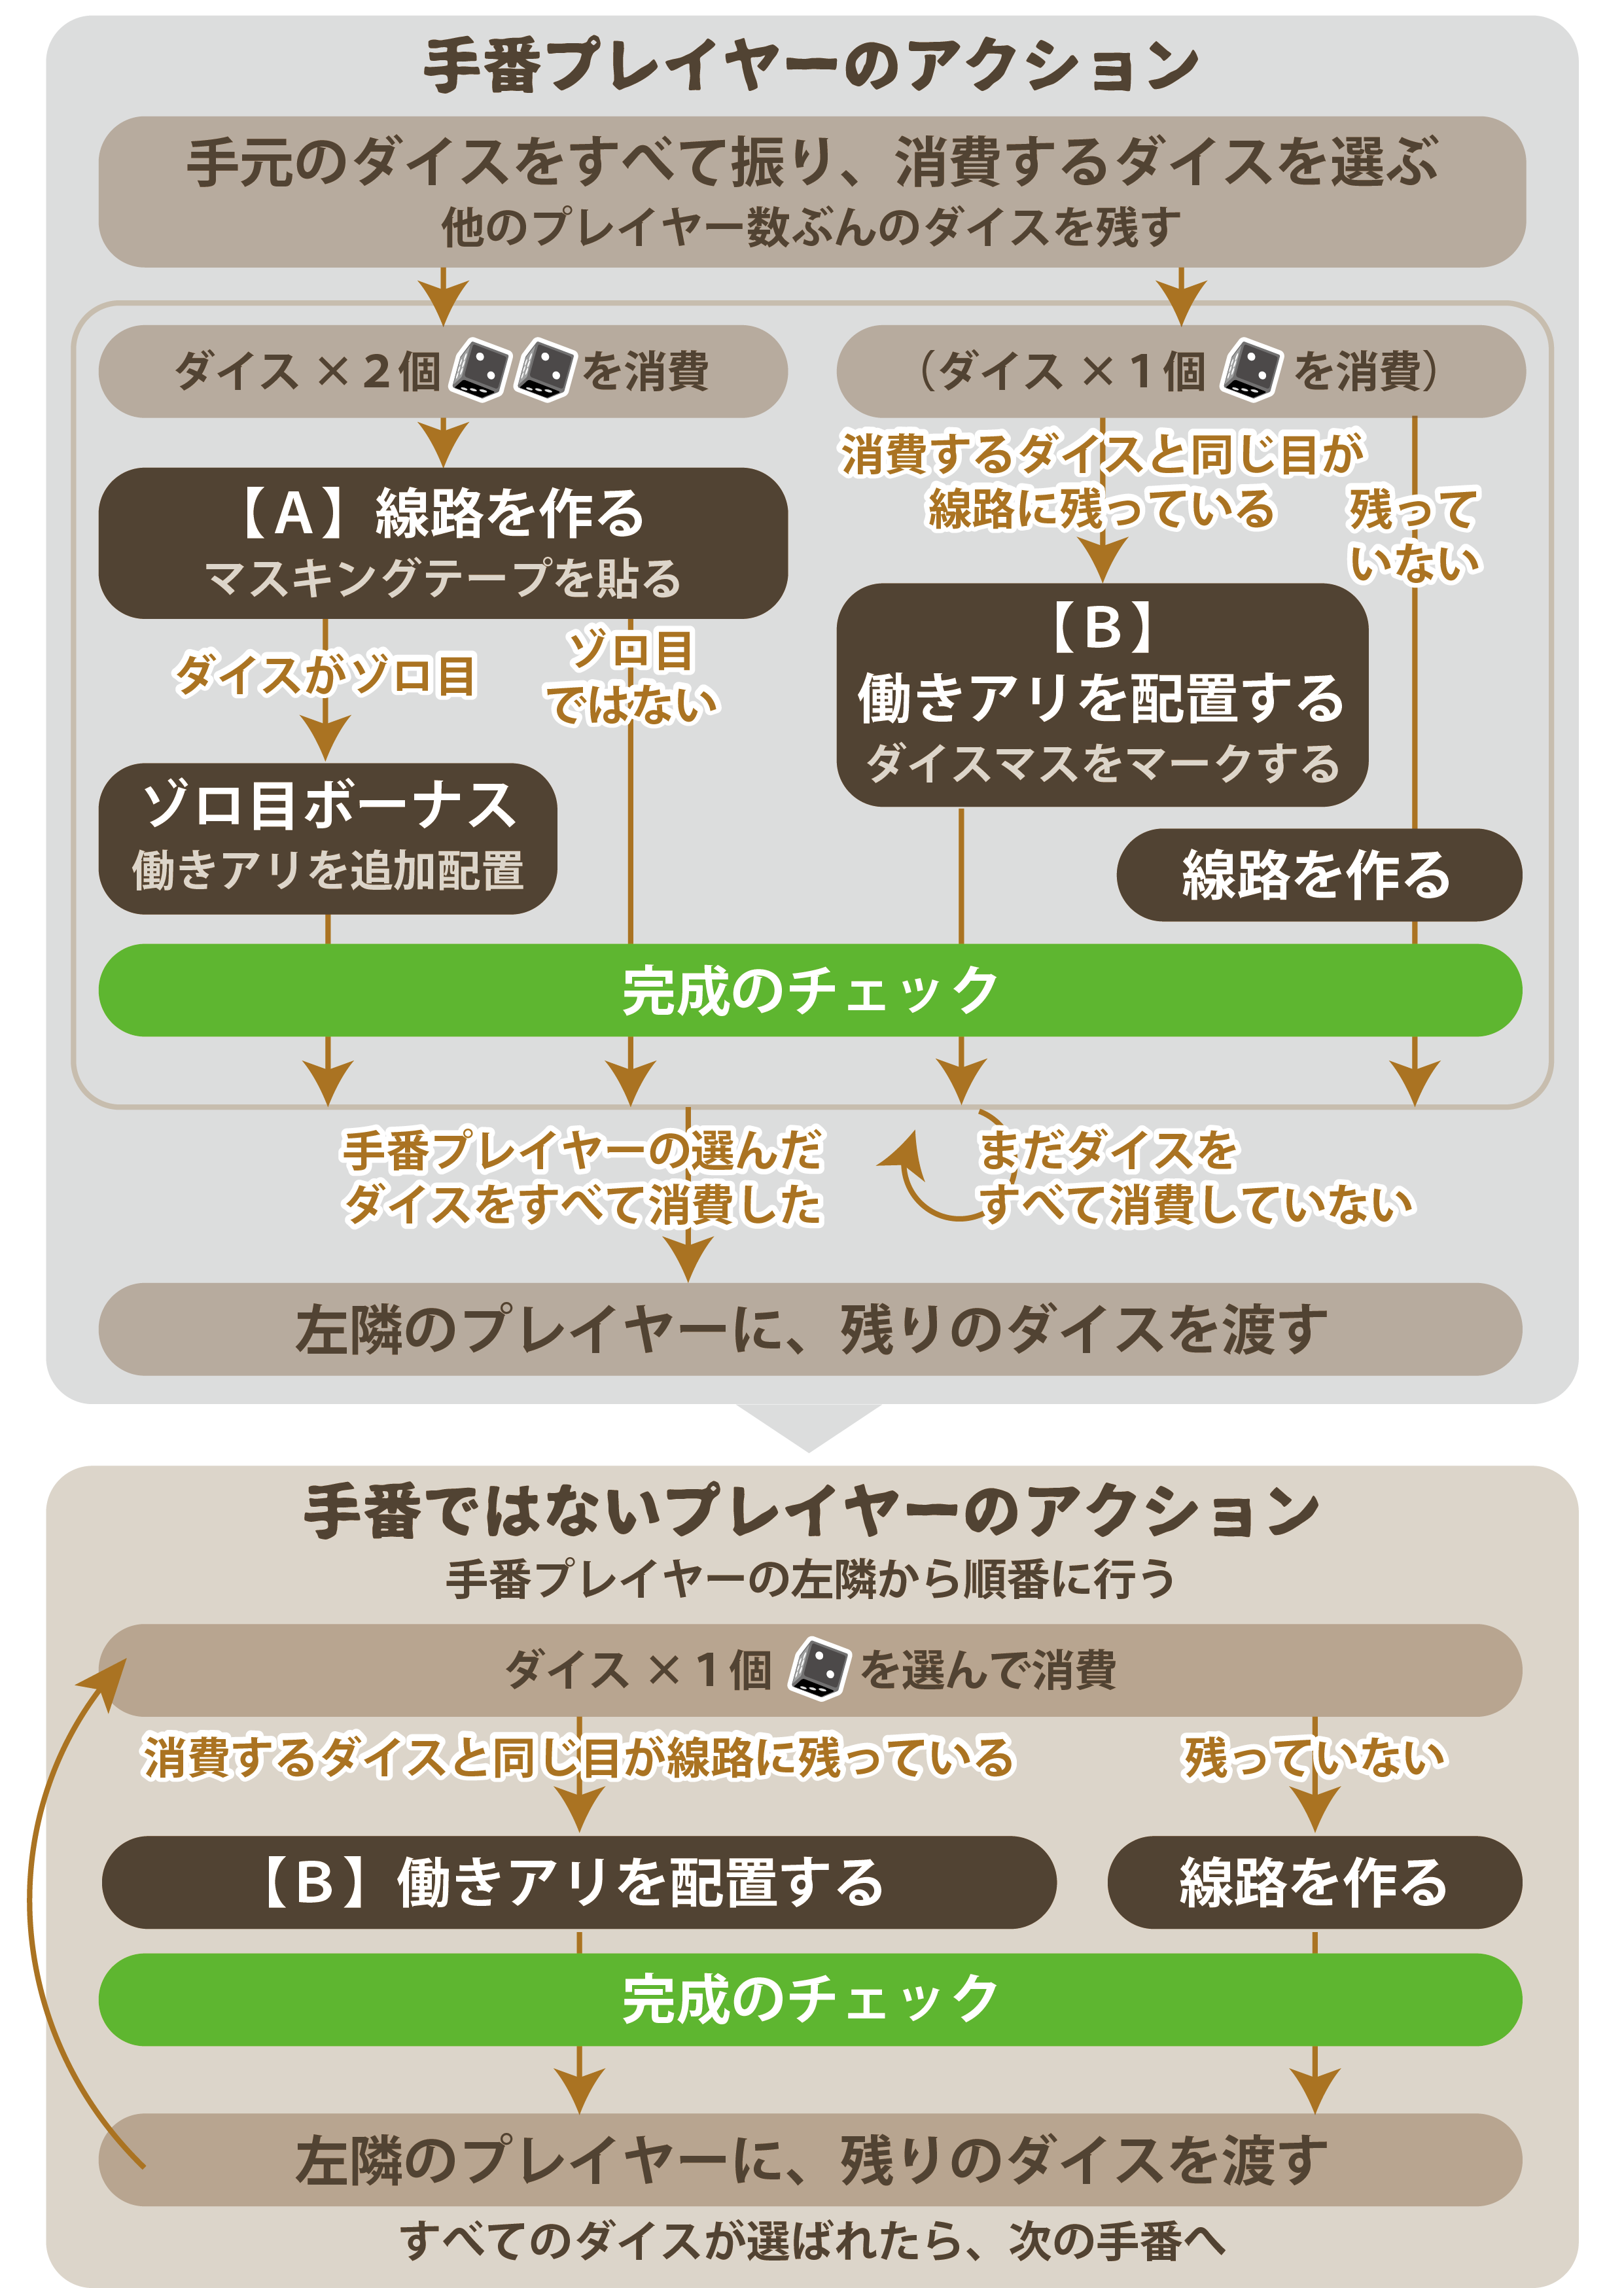 手番プレイヤーのアクション
手元のダイスをすべて振り、消費するダイスを選ぶ
他のプレイヤー数ぶんのダイスを残す
ダイス ×2個 を消費
（ダイス ×1個 を消費）
消費するダイスと同じ目が
線路に残っている
残って
いない
【A】線路を作る
マスキングテープを貼る
ダイスがゾロ目
ゾロ目
ではない
【B】
働きアリを配置する
ダイスマスをマークする
ゾロ目ボーナス
働きアリを追加配置
線路を作る
完成のチェック
手番プレイヤーの選んだ
ダイスをすべて消費した
まだダイスを
すべて消費していない
左隣のプレイヤーに、残りのダイスを渡す
手番ではないプレイヤーのアクション
手番プレイヤーの左隣から順番に行う
ダイス ×1個 を選んで消費
消費するダイスと同じ目が線路に残っている
残っていない
【B】働きアリを配置する
線路を作る
完成のチェック
左隣のプレイヤーに、残りのダイスを渡す
すべてのダイスが選ばれたら、次の手番へ